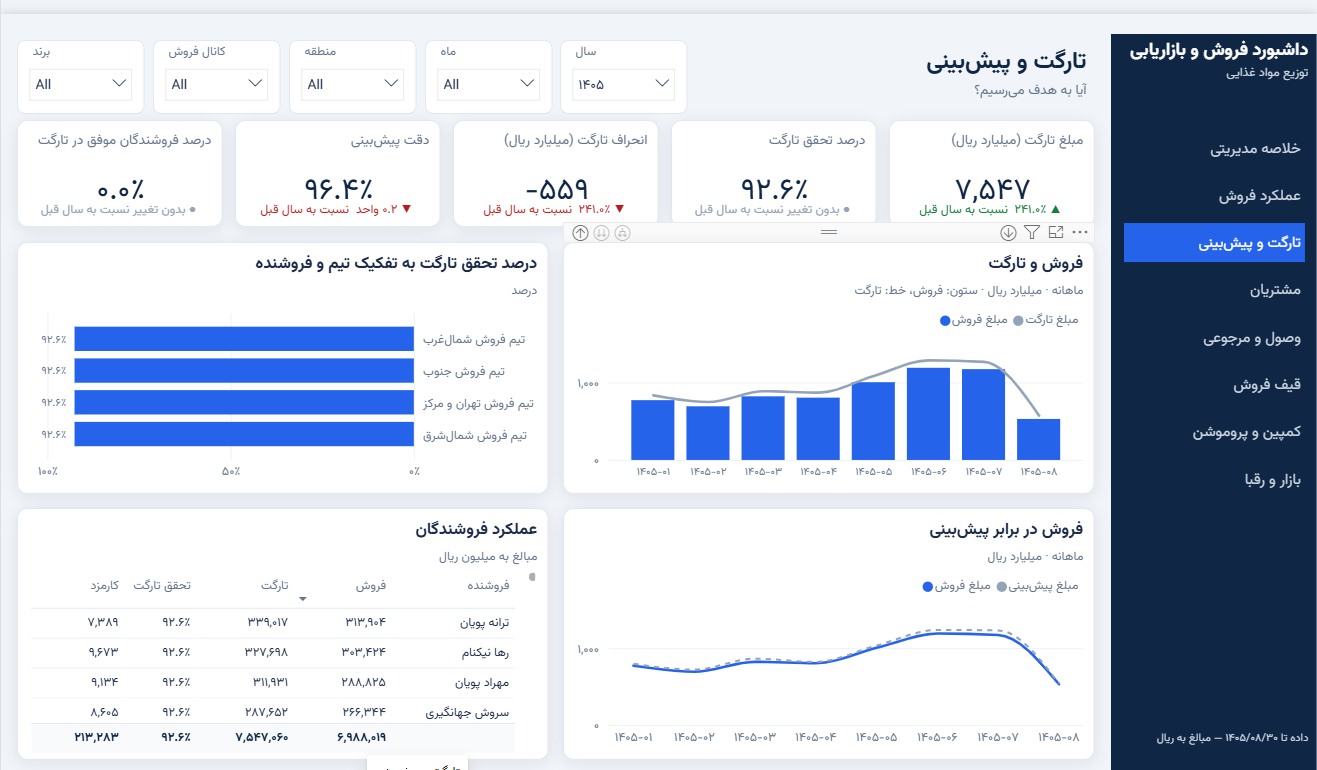 داشبورد فروش و بازاریابی
توزیع مواد غذایی
خلاصه مدیریتی
عملکرد فروش
تارگت و پیش‌بینی
مشتریان
وصول و مرجوعی
قیف فروش
کمپین و پروموشن
بازار و رقبا
داده تا ۱۴۰۵/۰۸/۳۰ – مبالغ به ریال
تارگت و پیش‌بینی
آیا به هدف می‌رسیم؟
سال
۱۴۰۵
ماه
All
منطقه
All
کانال فروش
All
برند
All
مبلغ تارگت (میلیارد ریال)
۷,۵۴۷
▲ ۲۴۱.۰٪ نسبت به سال قبل
درصد تحقق تارگت
۹۲.۶٪
● بدون تغییر نسبت به سال قبل
انحراف تارگت (میلیارد ریال)
-۵۵۹
▼ ۲۴۱.۰٪ نسبت به سال قبل
دقت پیش‌بینی
۹۶.۴٪
▼ ۰.۲ واحد نسبت به سال قبل
درصد فروشندگان موفق در تارگت
۰.۰٪
● بدون تغییر نسبت به سال قبل
فروش و تارگت
ماهانه · میلیارد ریال · ستون: فروش، خط: تارگت
مبلغ تارگت مبلغ فروش
۱,۰۰۰
۰
۱۴۰۵-۰۱ ۱۴۰۵-۰۲ ۱۴۰۵-۰۳ ۱۴۰۵-۰۴ ۱۴۰۵-۰۵ ۱۴۰۵-۰۶ ۱۴۰۵-۰۷ ۱۴۰۵-۰۸
درصد تحقق تارگت به تفکیک تیم و فروشنده
درصد
تیم فروش شمال‌غرب ۹۲.۶٪
تیم فروش جنوب ۹۲.۶٪
تیم فروش تهران و مرکز ۹۲.۶٪
تیم فروش شمال‌شرق ۹۲.۶٪
۰٪ ۵۰٪ ۱۰۰٪
فروش در برابر پیش‌بینی
ماهانه · میلیارد ریال
مبلغ پیش‌بینی مبلغ فروش
۱,۰۰۰
۰
۱۴۰۵-۰۱ ۱۴۰۵-۰۲ ۱۴۰۵-۰۳ ۱۴۰۵-۰۴ ۱۴۰۵-۰۵ ۱۴۰۵-۰۶ ۱۴۰۵-۰۷ ۱۴۰۵-۰۸
عملکرد فروشندگان
مبالغ به میلیون ریال
فروشنده فروش تارگت تحقق تارگت کارمزد
ترانه پویان ۳۱۳,۹۰۴ ۳۳۹,۰۱۷ ۹۲.۶٪ ۷,۳۸۹
رها نیکنام ۳۰۳,۴۲۴ ۳۲۷,۶۹۸ ۹۲.۶٪ ۹,۶۷۳
مهراد پویان ۲۸۸,۸۲۵ ۳۱۱,۹۳۱ ۹۲.۶٪ ۹,۱۳۴
سروش جهانگیری ۲۶۶,۳۴۴ ۲۸۷,۶۵۲ ۹۲.۶٪ ۸,۶۰۵
۶,۹۸۸,۰۱۹ ۷,۵۴۷,۰۶۰ ۹۲.۶٪ ۲۱۳,۲۸۳